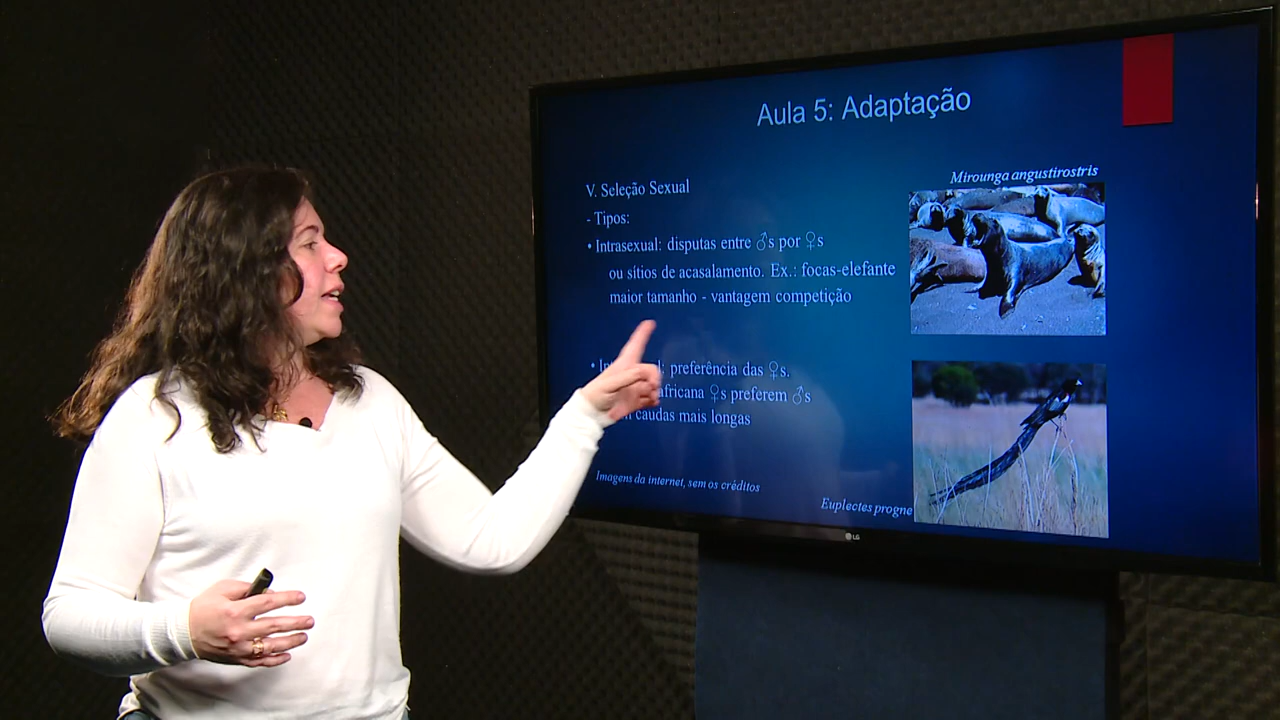 Aula 5: Adaptação
Mirounga angustirostris
V. Seleção Sexual
- Tipos:
• Intrasexual: disputas entre ♂s por ♀s
ou sítios de acasalamento. Ex.: focas-elefante
maior tamanho - vantagem competição
• preferência das ♀s.
africana ♀s preferem ♂s
caudas mais longas
Imagens da internet, sem os créditos
Euplectes progne
LG